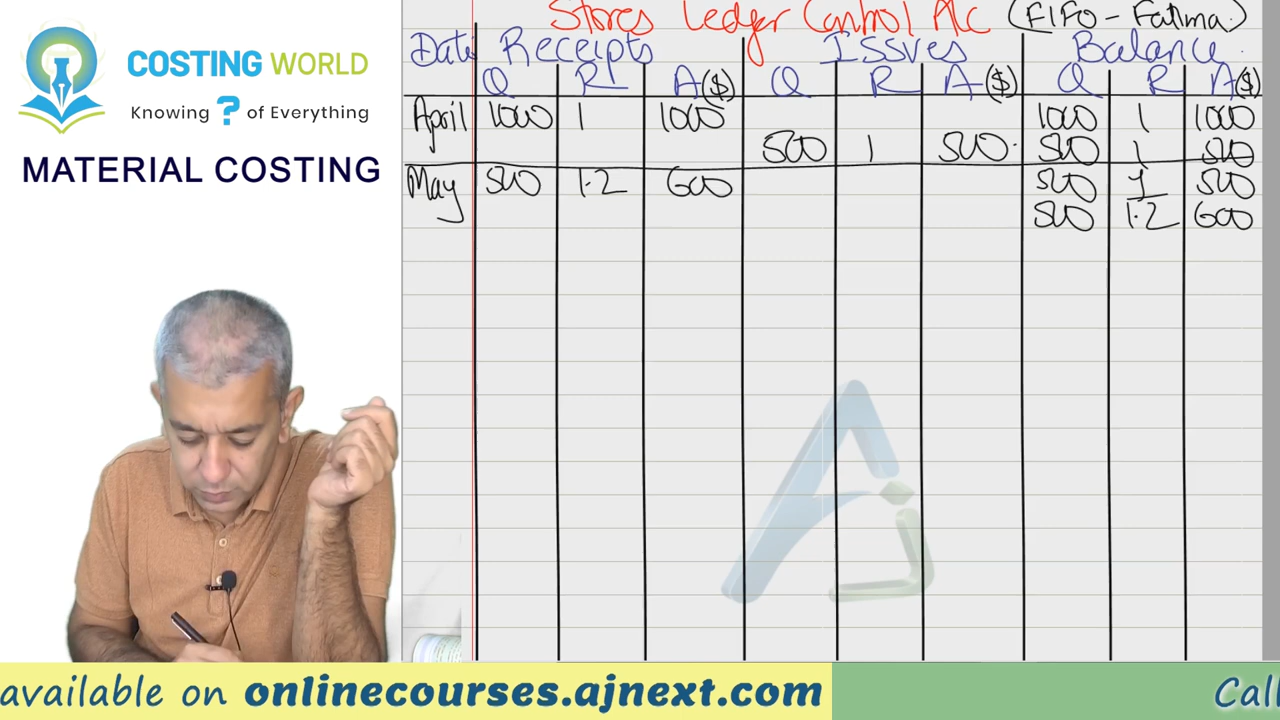 COSTING WORLD
Knowing ? of Everything
MATERIAL COSTING
Stores Ledger Control A/c (FIFO - Fatima)
Date Receipts Issues Balance
Q R A($) Q R A($) Q R A($)
April 1000 1 1000 1000 1 1000
500 1 500 500 1 500
May 500 1.2 600 500 1 500
500 1.2 600
available on onlinecourses.ajnext.com
Call